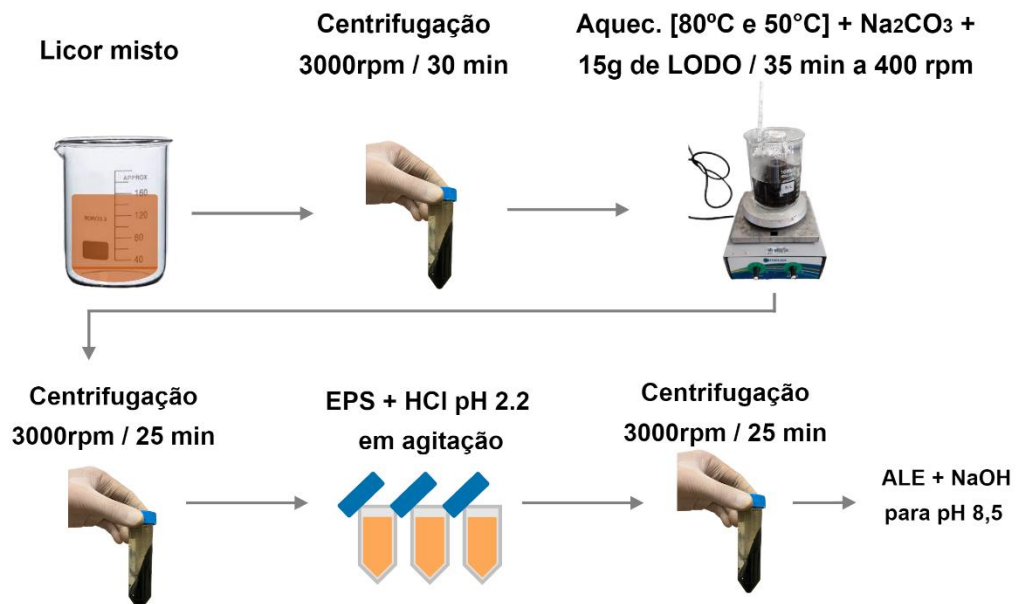 Licor misto
Centrifugação
3000rpm / 30 min
Aquec. [80ºC e 50°C] + Na2CO3 +
15g de LODO / 35 min a 400 rpm
APPROX
160
120
80
40
Centrifugação
3000rpm / 25 min
EPS + HCl pH 2.2
em agitação
Centrifugação
3000rpm / 25 min
ALE + NaOH
para pH 8,5